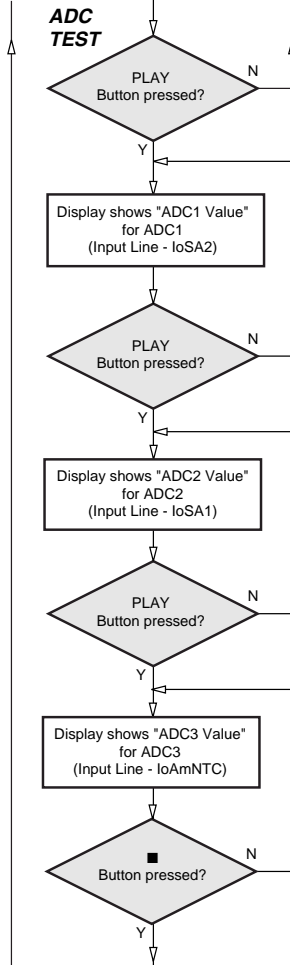 ADC
TEST
PLAY
Button pressed?
N
Y
Display shows "ADC1 Value"
for ADC1
(Input Line - IoSA2)
PLAY
Button pressed?
N
Y
Display shows "ADC2 Value"
for ADC2
(Input Line - IoSA1)
PLAY
Button pressed?
N
Y
Display shows "ADC3 Value"
for ADC3
(Input Line - IoAmNTC)
■
Button pressed?
N
Y